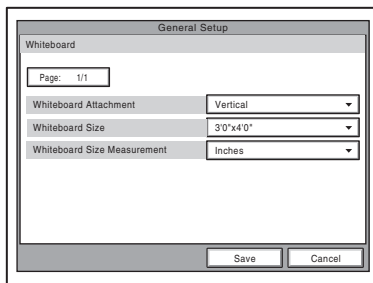 General Setup
Whiteboard
Page: 1/1
Whiteboard Attachment Vertical
Whiteboard Size 3'0"x4'0"
Whiteboard Size Measurement Inches
Save Cancel